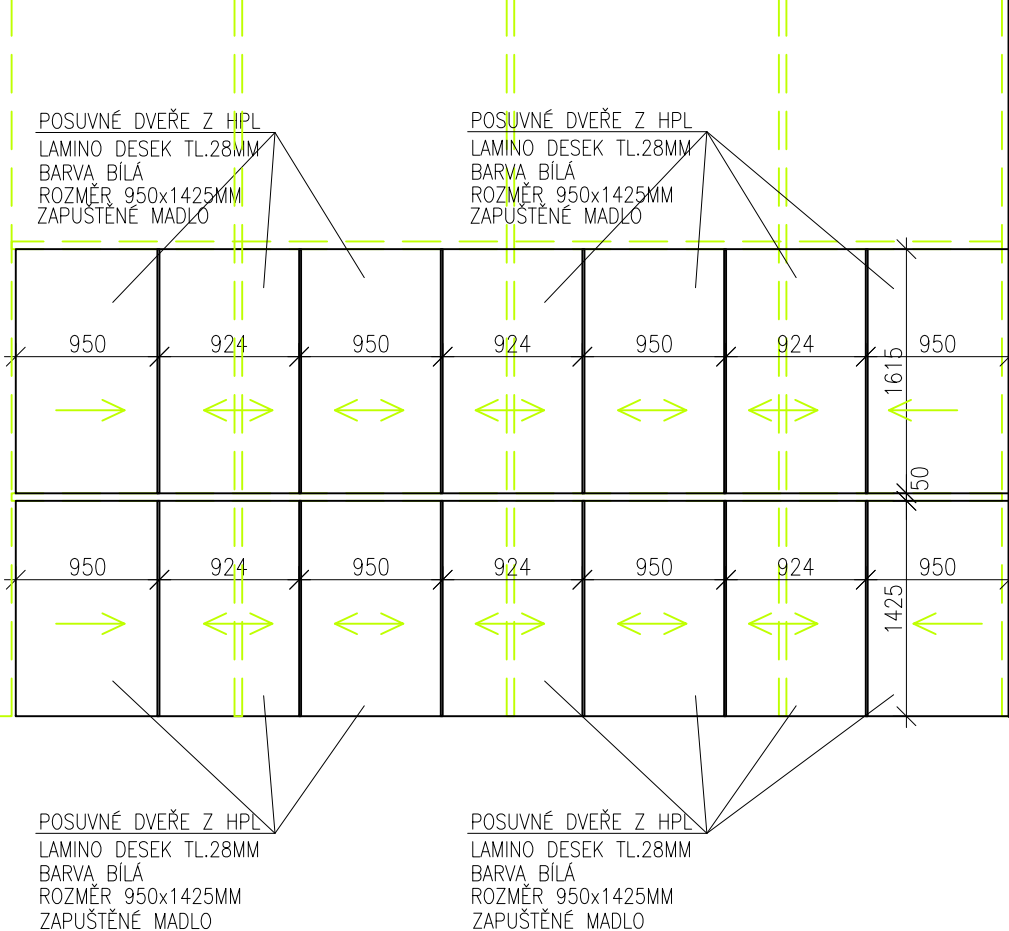 POSUVNÉ DVEŘE Z HPL
LAMINO DESEK TL.28MM
BARVA BÍLÁ
ROZMĚR 950x1425MM
ZAPUŠTĚNÉ MADLO
POSUVNÉ DVEŘE Z HPL
LAMINO DESEK TL.28MM
BARVA BÍLÁ
ROZMĚR 950x1425MM
ZAPUŠTĚNÉ MADLO
950 924 950 924 950 924 950
1615
50
950 924 950 924 950 924 950
1425
POSUVNÉ DVEŘE Z HPL
LAMINO DESEK TL.28MM
BARVA BÍLÁ
ROZMĚR 950x1425MM
ZAPUŠTĚNÉ MADLO
POSUVNÉ DVEŘE Z HPL
LAMINO DESEK TL.28MM
BARVA BÍLÁ
ROZMĚR 950x1425MM
ZAPUŠTĚNÉ MADLO